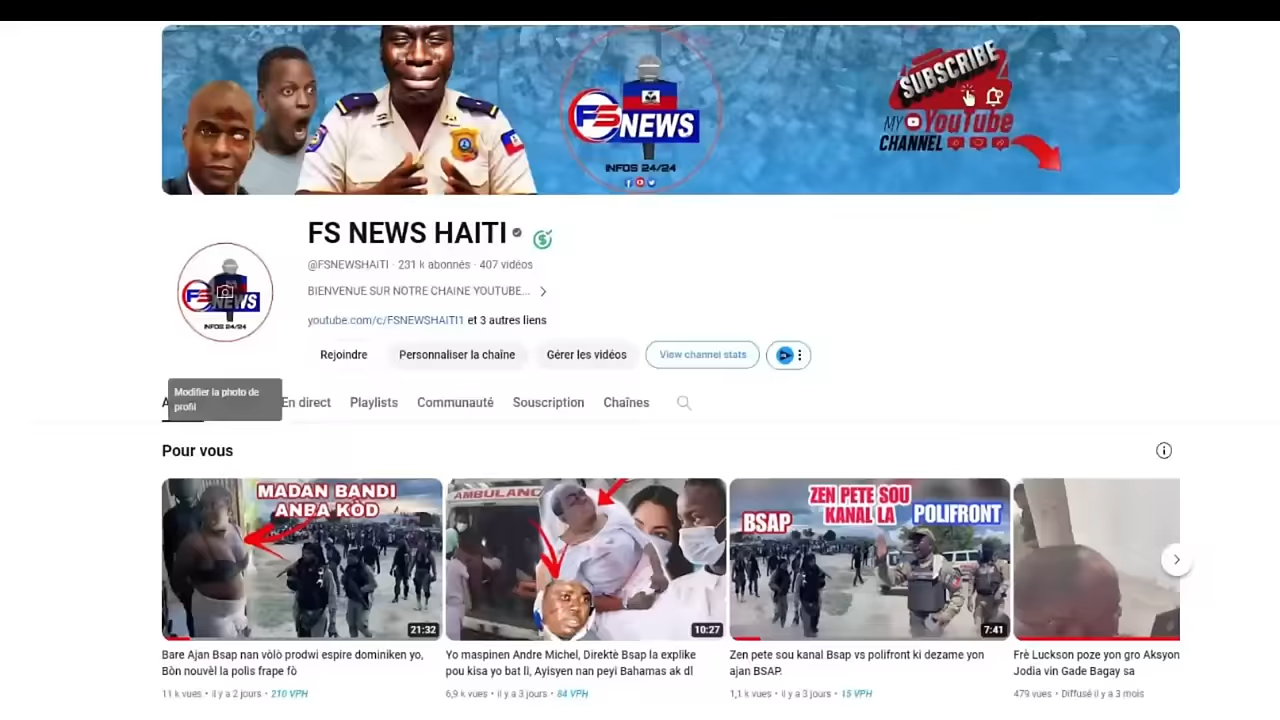 SUBSCRIBE
MY YouTube
CHANNEL
FS NEWS
INFOS 24/24
FS NEWS HAITI
@FSNEWSHAITI · 231 k abonnés · 407 vidéos
BIENVENUE SUR NOTRE CHAINE YOUTUBE...
youtube.com/c/FSNEWSHAITI1 et 3 autres liens
FS NEWS
INFOS 24/24
Rejoindre
Personnaliser la chaîne
Gérer les vidéos
View channel stats
Modifier la photo de
profil
A
En direct
Playlists
Communauté
Souscription
Chaînes
Pour vous
MADAN BANDI
ANBA KÒD
21:32
AMBULANC
10:27
ZEN PETE SOU
KANAL LA
BSAP
POLIFRONT
7:41
Bare Ajan Bsap nan vòlò prodwi espire dominiken yo,
Bòn nouvèl la polis frape fò
11 k vues • il y a 2 jours • 210 VPH
Yo maspinen Andre Michel, Direktè Bsap la explike
pou kisa yo bat li, Ayisyen nan peyi Bahamas ak dl
6,9 k vues • il y a 3 jours • 84 VPH
Zen pete sou kanal Bsap vs polifront ki dezame yon
ajan BSAP.
1,1 k vues • il y a 3 jours • 15 VPH
Frè Luckson poze yon gro Aksyon
Jodia vin Gade Bagay sa
479 vues • Diffusé il y a 3 mois